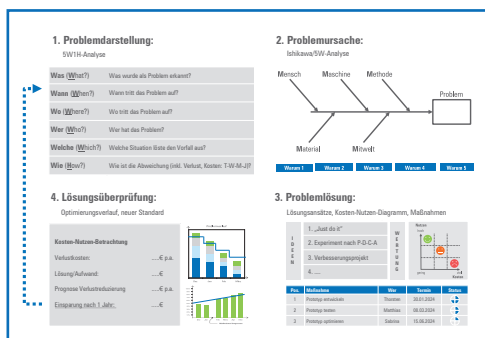 1. Problemdarstellung:
5W1H-Analyse
Was (What?) Was wurde als Problem erkannt?
Wann (When?) Wann tritt das Problem auf?
Wo (Where?) Wo tritt das Problem auf?
Wer (Who?) Wer hat das Problem?
Welche (Which?) Welche Situation löste den Vorfall aus?
Wie (How?) Wie ist die Abweichung (inkl. Verlust, Kosten: T-W-M-J)?
2. Problemursache:
Ishikawa/5W-Analyse
Mensch Maschine Methode
Problem
Material Mitwelt
Warum 1 Warum 2 Warum 3 Warum 4 Warum 5
4. Lösungsüberprüfung:
Optimierungsverlauf, neuer Standard
Kosten-Nutzen-Betrachtung
Verlustkosten: ....€ p.a.
Lösung/Aufwand: ....€
Prognose Verlustreduzierung ....€ p.a.
Einsparung nach 1 Jahr: ....€
3. Problemlösung:
Lösungsansätze, Kosten-Nutzen-Diagramm, Maßnahmen
IDEEN
1. „Just do it"
2. Experiment nach P-D-C-A
3. Verbesserungsprojekt
4. ....
WERTUNG
Nutzen
hoch
gering
Kosten
Pos. Maßnahme Wer Termin Status
1 Prototyp entwickeln Thorsten 30.01.2024
2 Prototyp testen Matthias
3 Prototyp optimieren Sabine 15.06.2024